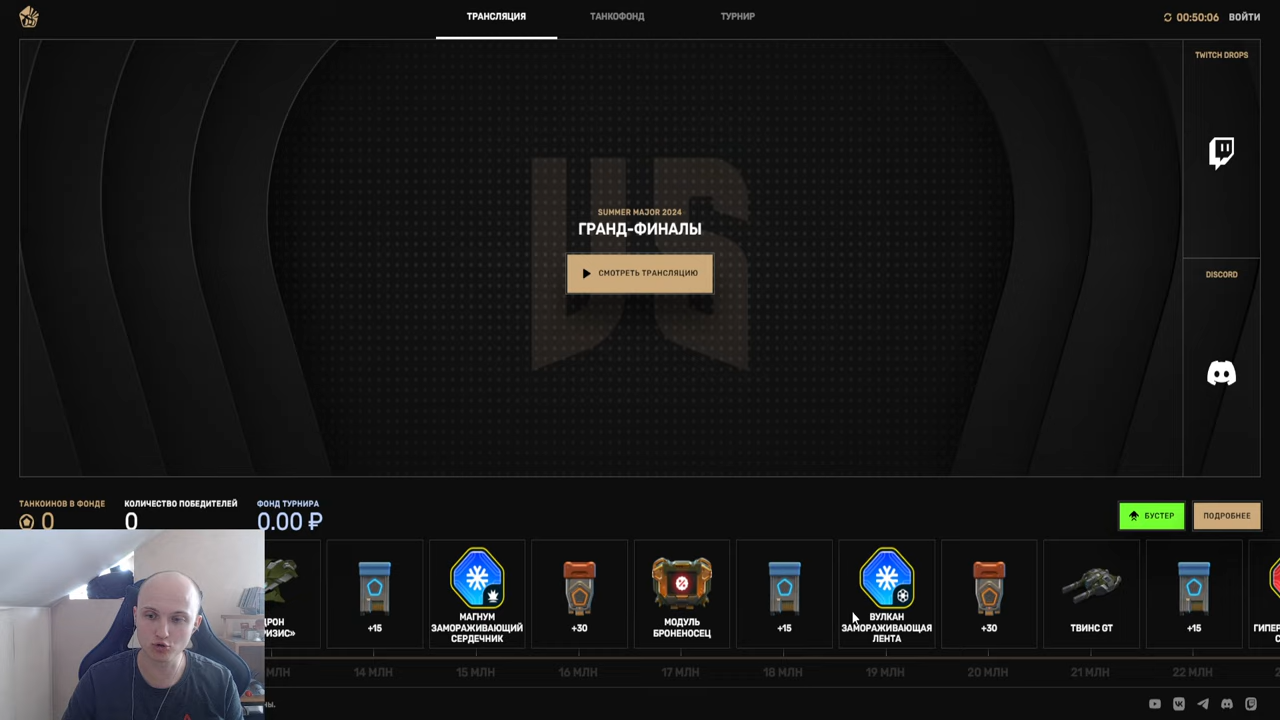 ТРАНСЛЯЦИЯ
ТАНКОФОНД
ТУРНИР
00:50:06
ВОЙТИ
TWITCH DROPS
SUMMER MAJOR 2024
ГРАНД-ФИНАЛЫ
СМОТРЕТЬ ТРАНСЛЯЦИЮ
DISCORD
ТАНКОИНОВ В ФОНДЕ
0
КОЛИЧЕСТВО ПОБЕДИТЕЛЕЙ
0
ФОНД ТУРНИРА
0.00 ₽
БУСТЕР
ПОДРОБНЕЕ
+15
МАГНУМ
ЗАМОРАЖИВАЮЩИЙ
СЕРДЕЧНИК
+30
МОДУЛЬ
БРОНЕНОСЕЦ
+15
ВУЛКАН
ЗАМОРАЖИВАЮЩАЯ
ЛЕНТА
+30
ТВИНС GT
+15
МЛН
14 МЛН
15 МЛН
16 МЛН
17 МЛН
18 МЛН
19 МЛН
20 МЛН
21 МЛН
22 МЛН